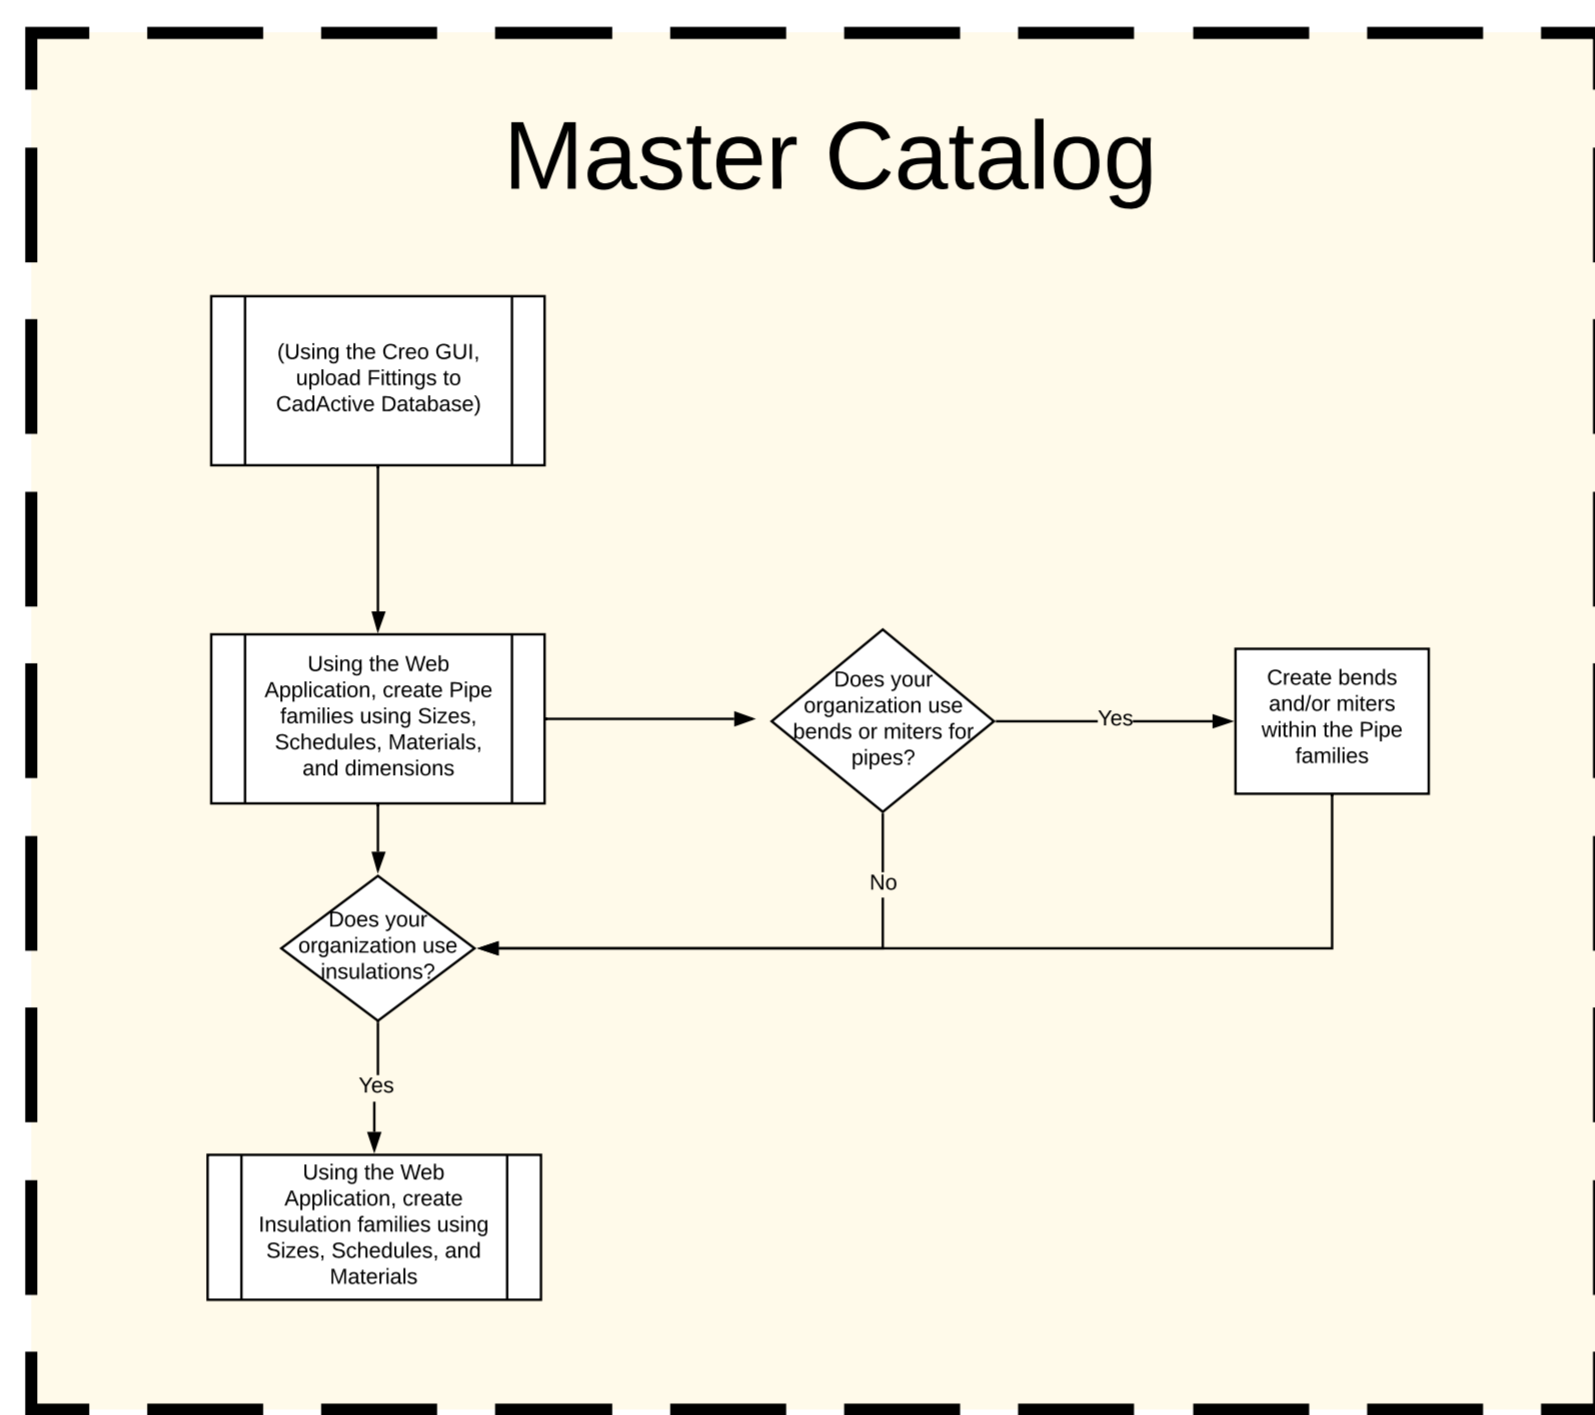 Master Catalog
(Using the Creo GUI,
upload Fittings to
CadActive Database)
Using the Web
Application, create Pipe
families using Sizes,
Schedules, Materials,
and dimensions
Does your
organization use
bends or miters for
pipes?
Yes
Create bends
and/or miters
within the Pipe
families
No
Does your
organization use
insulations?
Yes
Using the Web
Application, create
Insulation families using
Sizes, Schedules, and
Materials